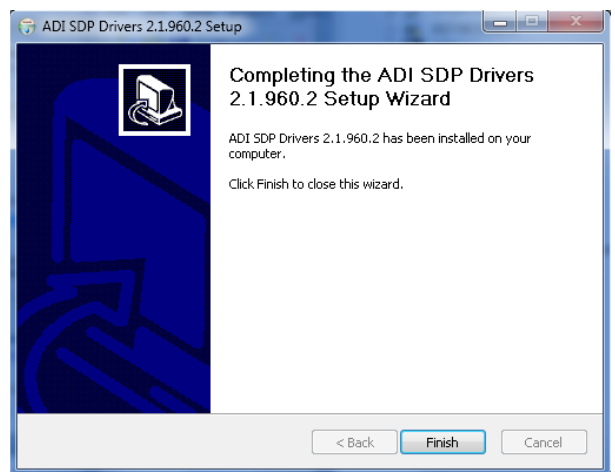 ADI SDP Drivers 2.1.960.2 Setup
Completing the ADI SDP Drivers
2.1.960.2 Setup Wizard
ADI SDP Drivers 2.1.960.2 has been installed on your
computer.
Click Finish to close this wizard.
< Back
Finish
Cancel